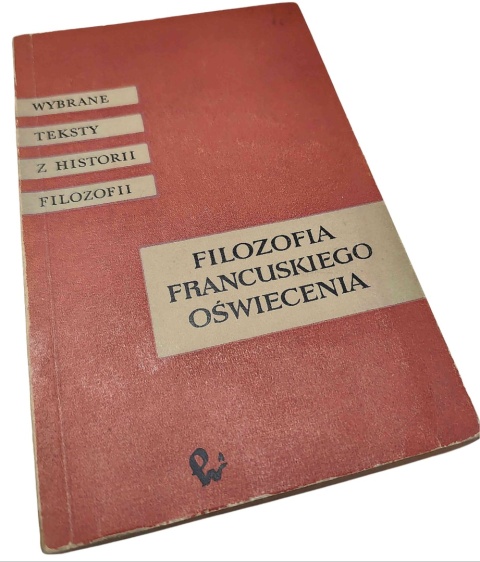 WYBRANE
TEKSTY
Z HISTORII
FILOZOFII
FILOZOFIA
FRANCUSKIEGO
OŚWIECENIA